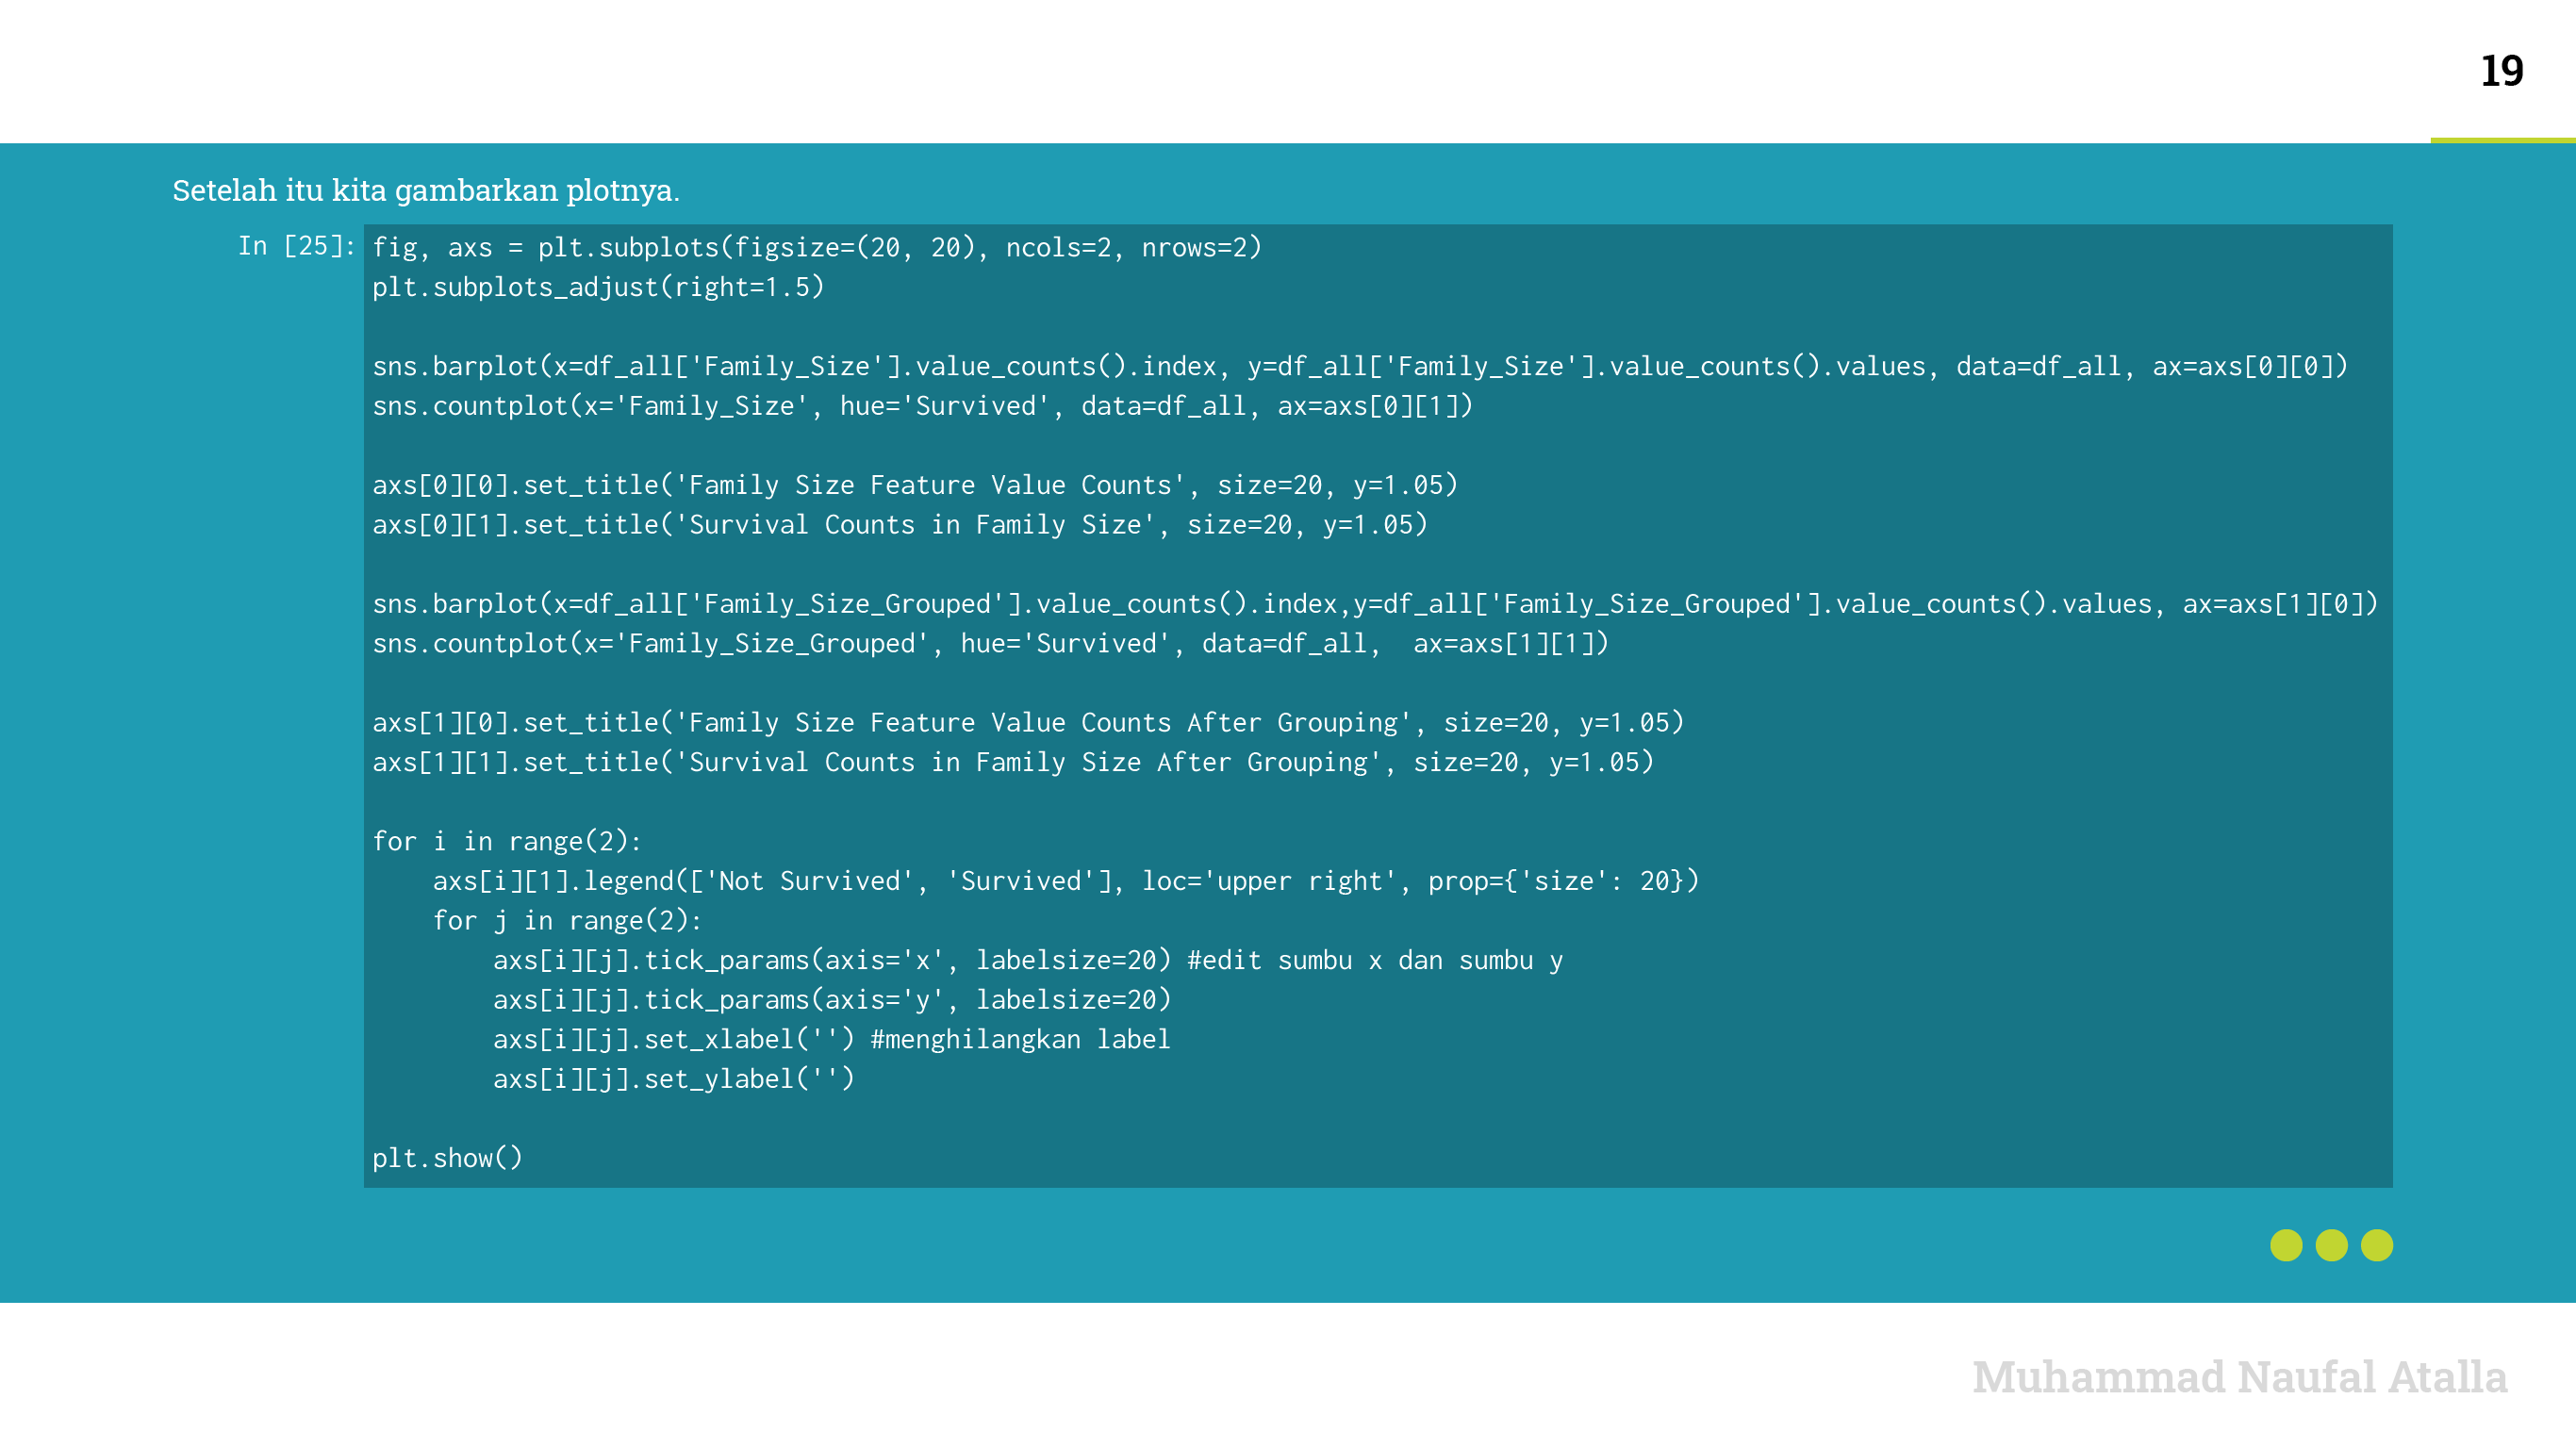 19
Setelah itu kita gambarkan plotnya.
In [25]: fig, axs = plt.subplots(figsize=(20, 20), ncols=2, nrows=2)
plt.subplots_adjust(right=1.5)
sns.barplot(x=df_all['Family_Size'].value_counts().index, y=df_all['Family_Size'].value_counts().values, data=df_all, ax=axs[0][0])
sns.countplot(x='Family_Size', hue='Survived', data=df_all, ax=axs[0][1])
axs[0][0].set_title('Family Size Feature Value Counts', size=20, y=1.05)
axs[0][1].set_title('Survival Counts in Family Size', size=20, y=1.05)
sns.barplot(x=df_all['Family_Size_Grouped'].value_counts().index,y=df_all['Family_Size_Grouped'].value_counts().values, ax=axs[1][0])
sns.countplot(x='Family_Size_Grouped', hue='Survived', data=df_all,  ax=axs[1][1])
axs[1][0].set_title('Family Size Feature Value Counts After Grouping', size=20, y=1.05)
axs[1][1].set_title('Survival Counts in Family Size After Grouping', size=20, y=1.05)
for i in range(2):
    axs[i][1].legend(['Not Survived', 'Survived'], loc='upper right', prop={'size': 20})
    for j in range(2):
        axs[i][j].tick_params(axis='x', labelsize=20) #edit sumbu x dan sumbu y
        axs[i][j].tick_params(axis='y', labelsize=20)
        axs[i][j].set_xlabel('') #menghilangkan label
        axs[i][j].set_ylabel('')
plt.show()
Muhammad Naufal Atalla